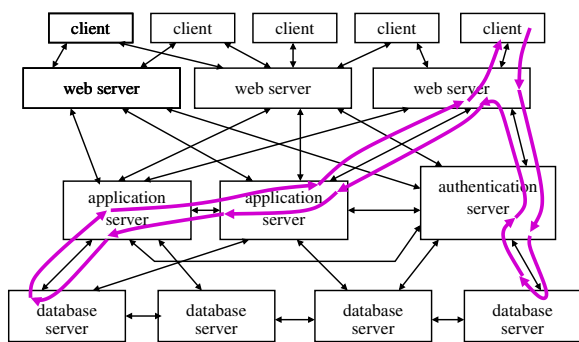 client
client
client
client
client
web server
web server
web server
application
server
application
server
authentication
server
database
server
database
server
database
server
database
server